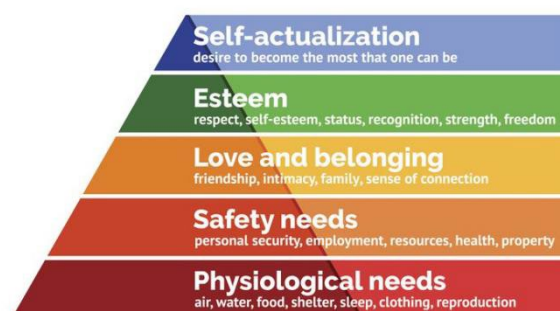 Self-actualization
desire to become the most that one can be
Esteem
respect, self-esteem, status, recognition, strength, freedom
Love and belonging
friendship, intimacy, family, sense of connection
Safety needs
personal security, employment, resources, health, property
Physiological needs
air, water, food, shelter, sleep, clothing, reproduction